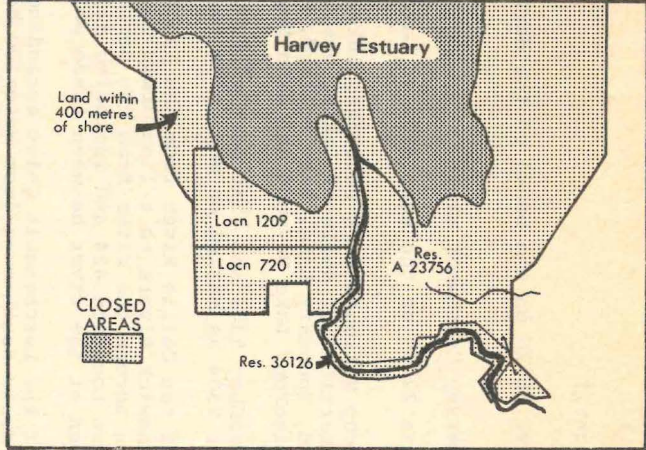 Harvey Estuary
Land within
400 metres
of shore
Locn 1209
Locn 720
Res.
A 23756
CLOSED
AREAS
Res. 36126